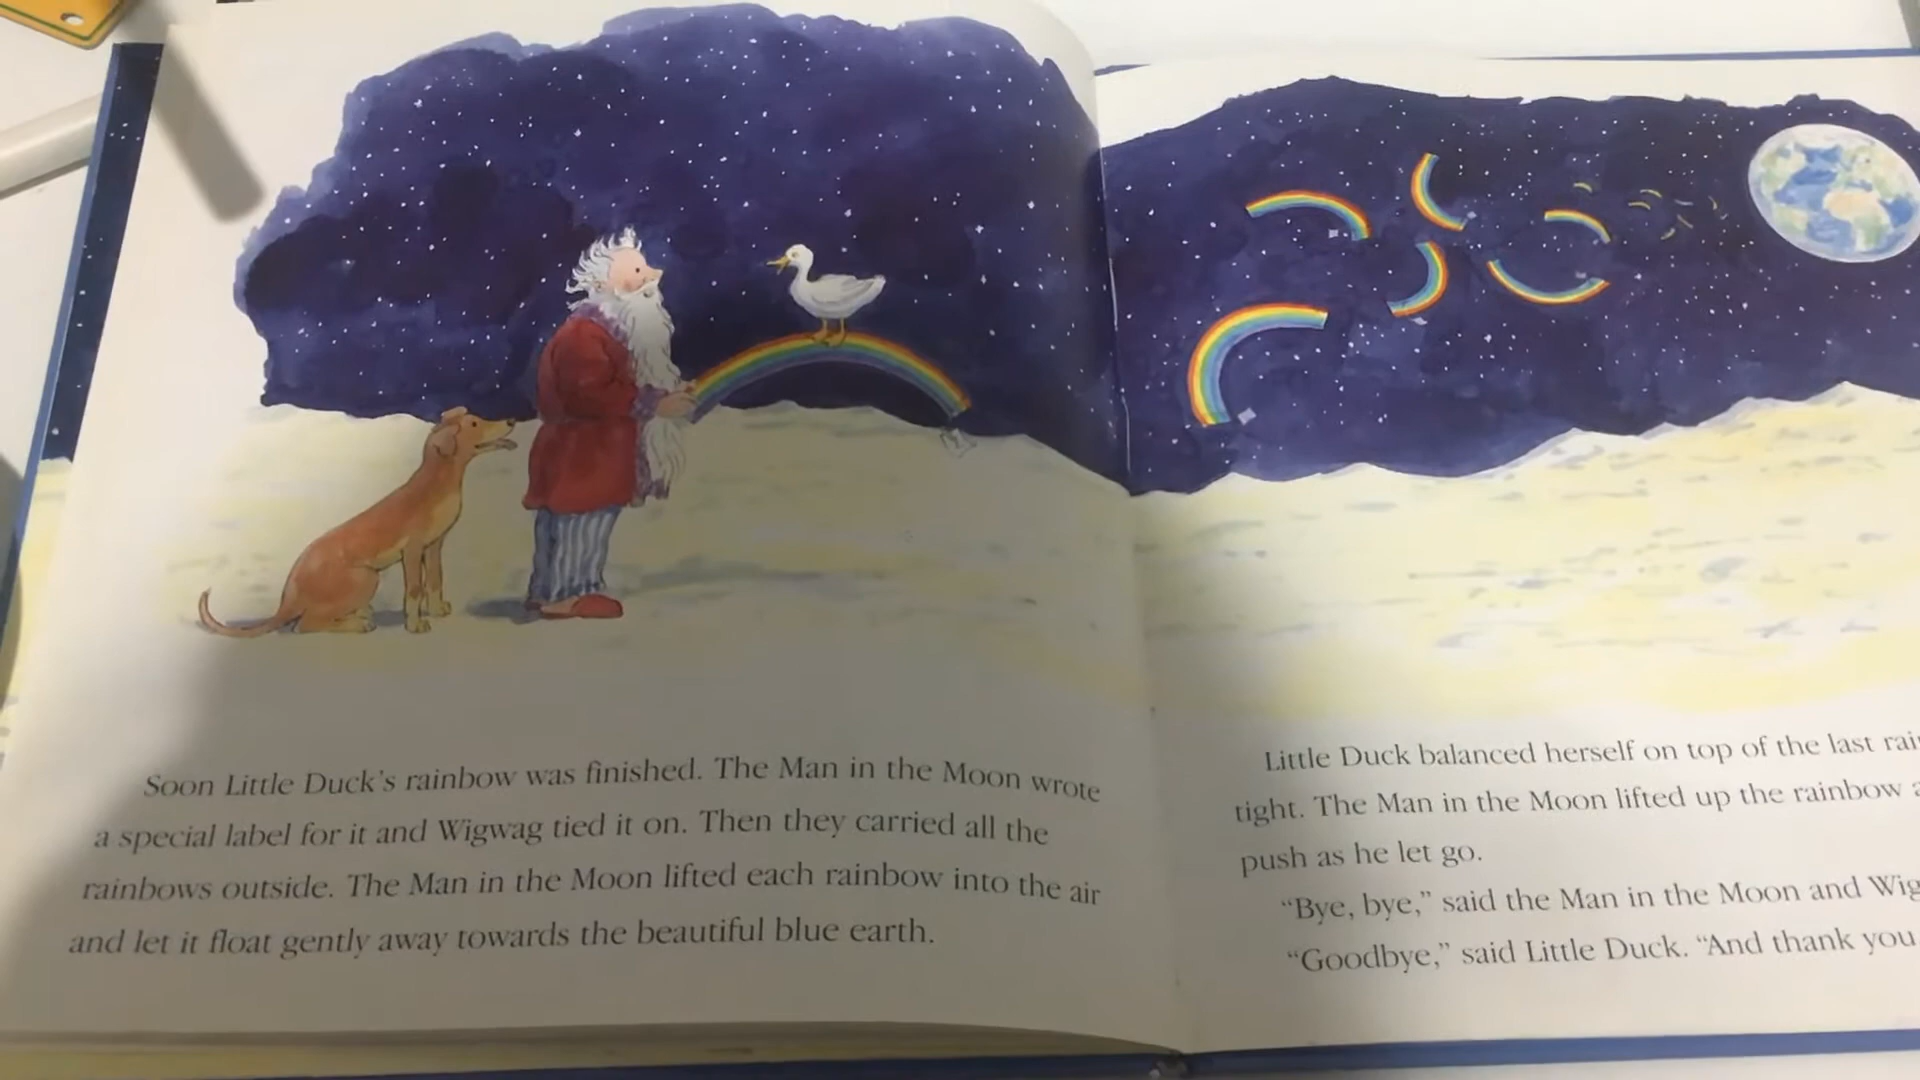 Soon Little Duck's rainbow was finished. The Man in the Moon wrote
a special label for it and Wigwag tied it on. Then they carried all the
rainbows outside. The Man in the Moon lifted each rainbow into the air
and let it float gently away towards the beautiful blue earth.
Little Duck balanced herself on top of the last
tight. The Man in the Moon lifted up the rainbow
push as he let go.
“Bye, bye,” said the Man in the Moon and
“Goodbye,” said Little Duck. “And thank you